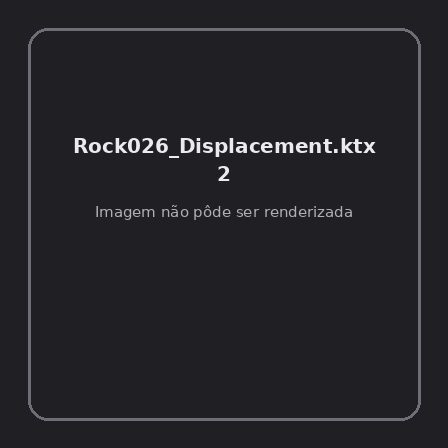 Rock026_Displacement.ktx
2
Imagem não pôde ser renderizada